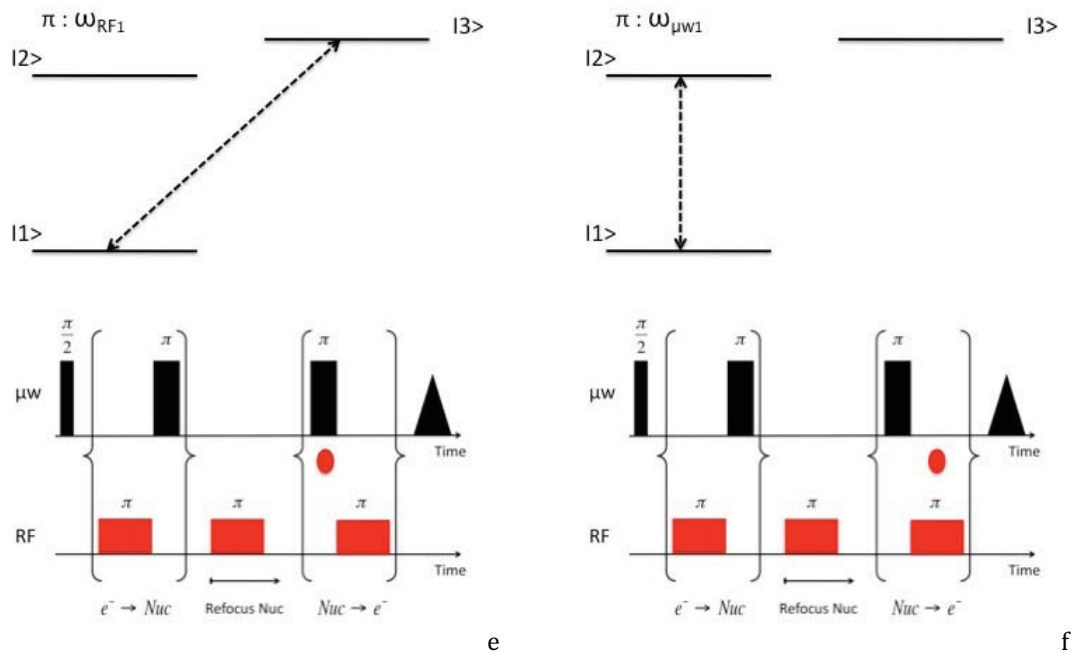 π : ω_RF1
|3>
|2>
|1>
π/2
π
π
μw
Time
π
π
π
RF
Time
e⁻ → Nuc
Refocus Nuc
Nuc → e⁻
e
π : ω_μw1
|3>
|2>
|1>
π/2
π
π
μw
Time
π
π
π
RF
Time
e⁻ → Nuc
Refocus Nuc
Nuc → e⁻
f